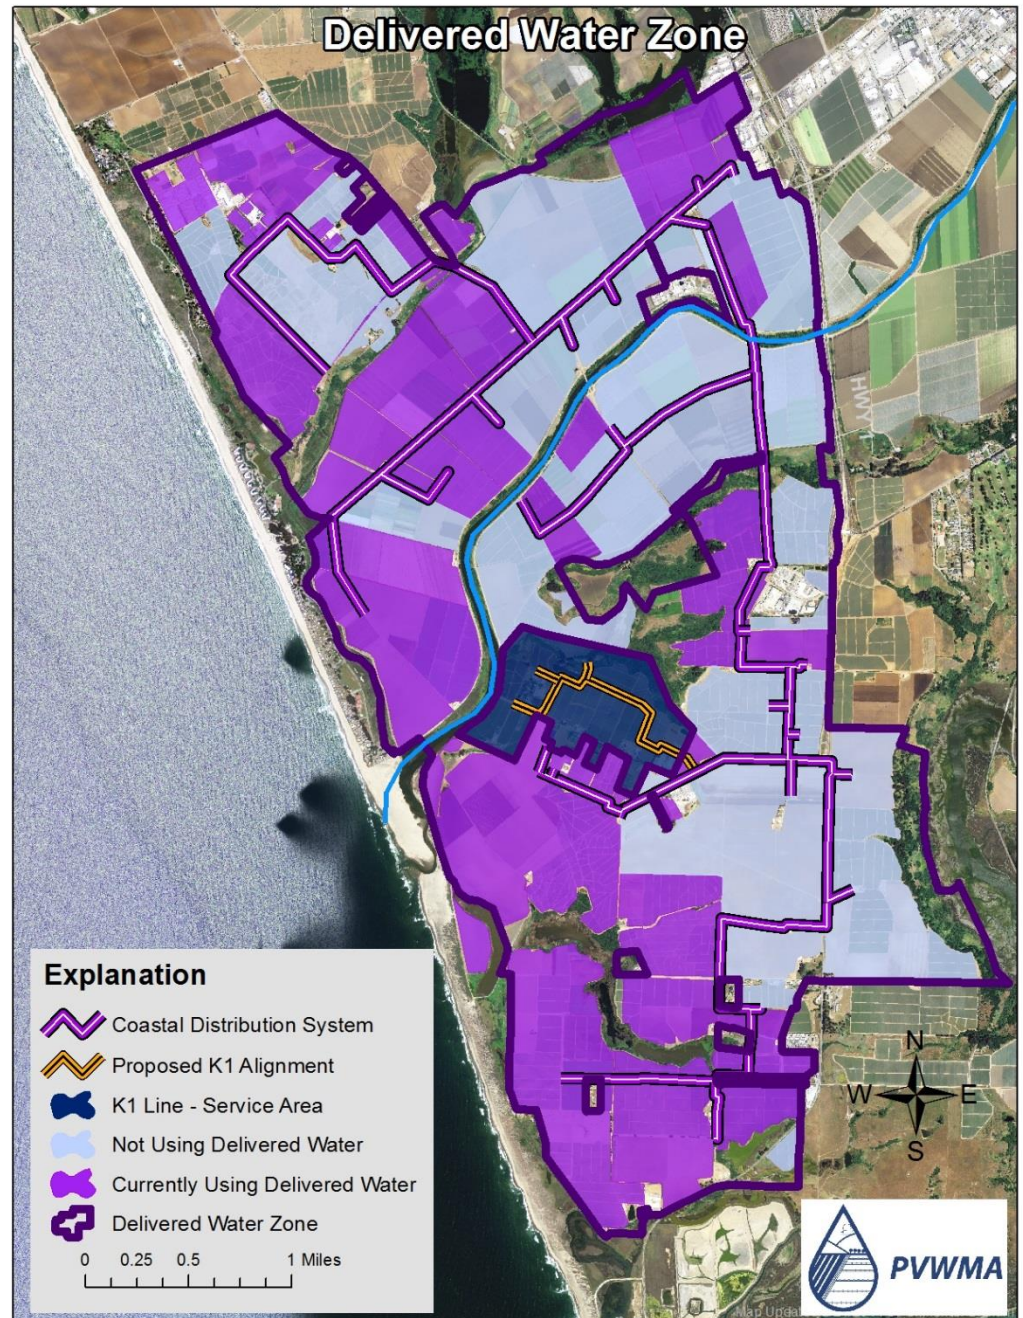 Delivered Water Zone
HWY
Explanation
Coastal Distribution System
Proposed K1 Alignment
K1 Line - Service Area
Not Using Delivered Water
Currently Using Delivered Water
Delivered Water Zone
0 0.25 0.5 1 Miles
N
W E
S
PVWMA
Map